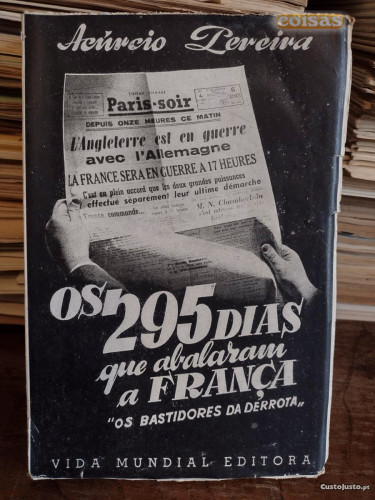 coisas
Acúrcio Pereira
Paris-soir
DEPUIS ONZE HEURES CE MATIN
L'Angleterre est en guerre
avec l'Allemagne
LA FRANCE SERA EN GUERRE A 17 HEURES
C'est en plein accord que les deux grandes puissances
ont effectué séparément leur ultime démarche
M. N. Chamberlain
OS 295 DIAS
que abalaram
a FRANÇA
"OS BASTIDORES DA DERROTA"
VIDA MUNDIAL EDITORA
CustoJusto.pt